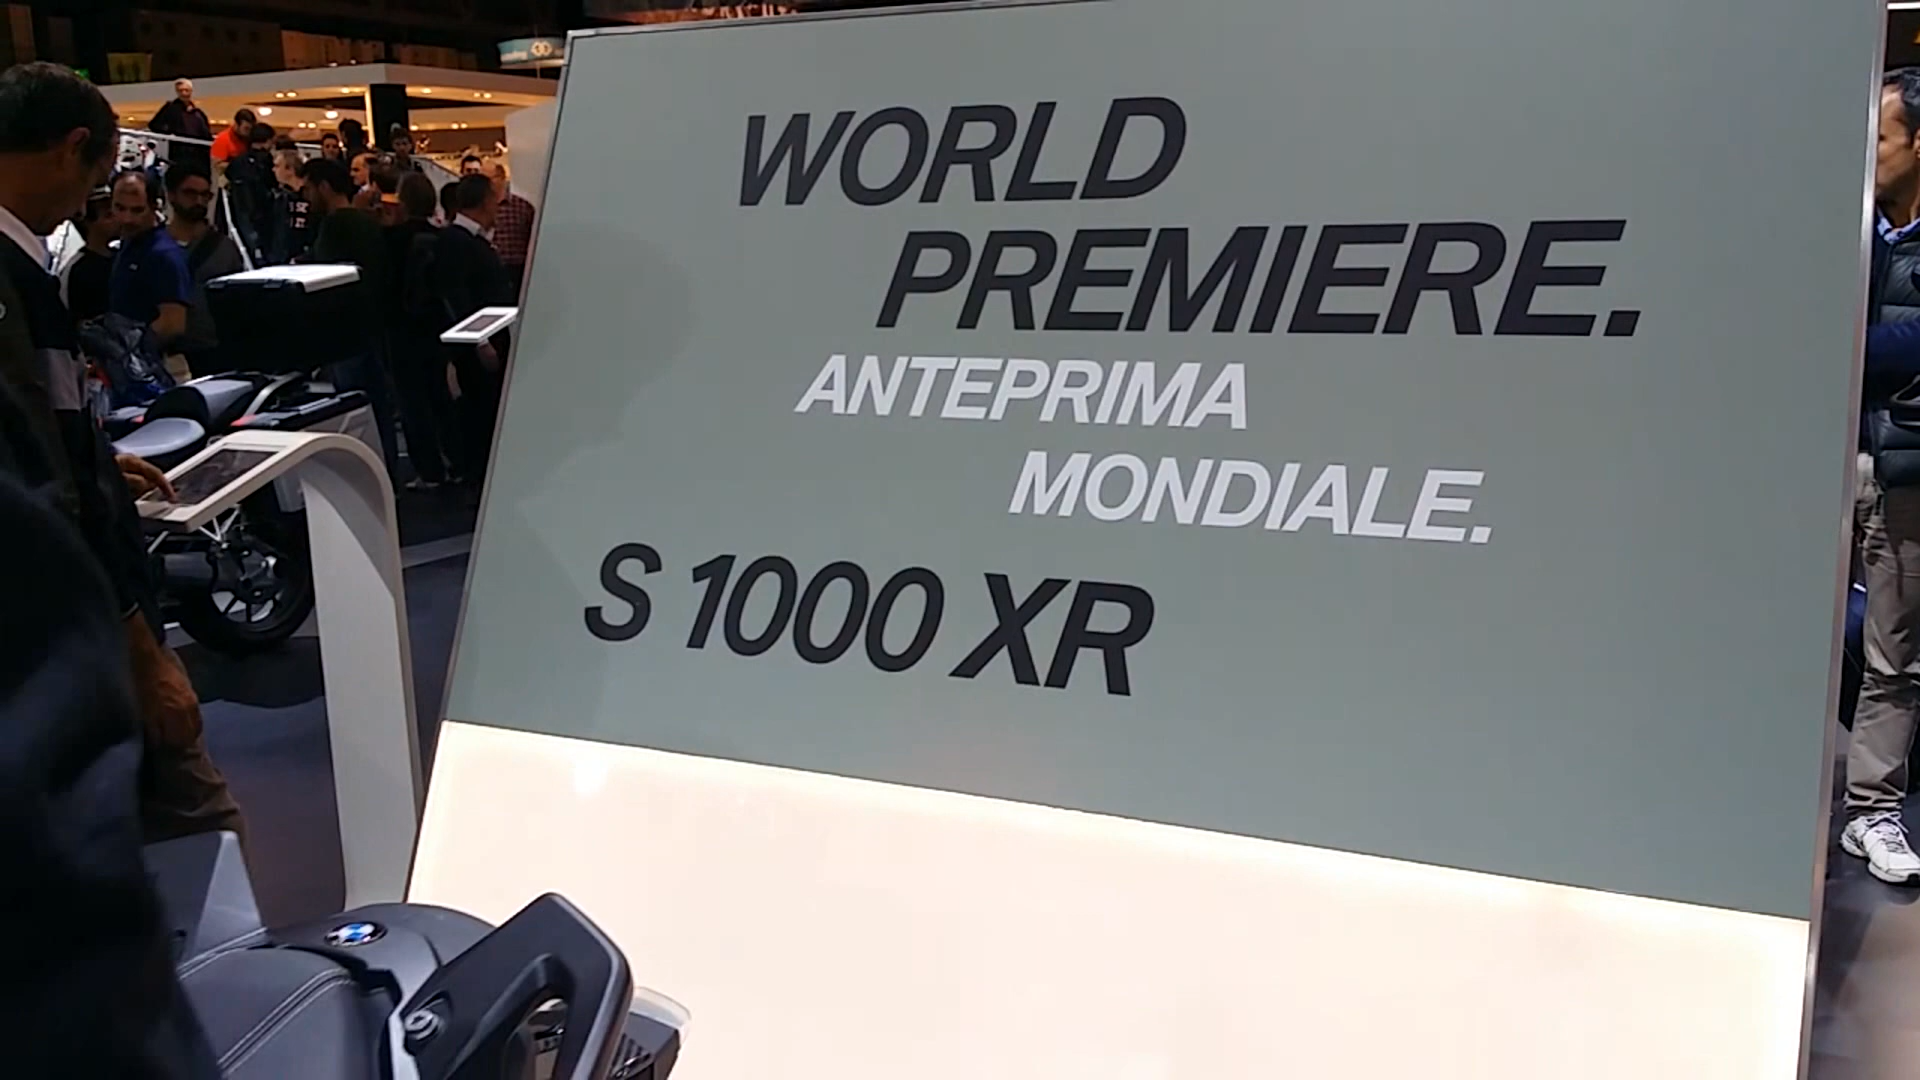 WORLD
PREMIERE.
ANTEPRIMA
MONDIALE.
S 1000 XR